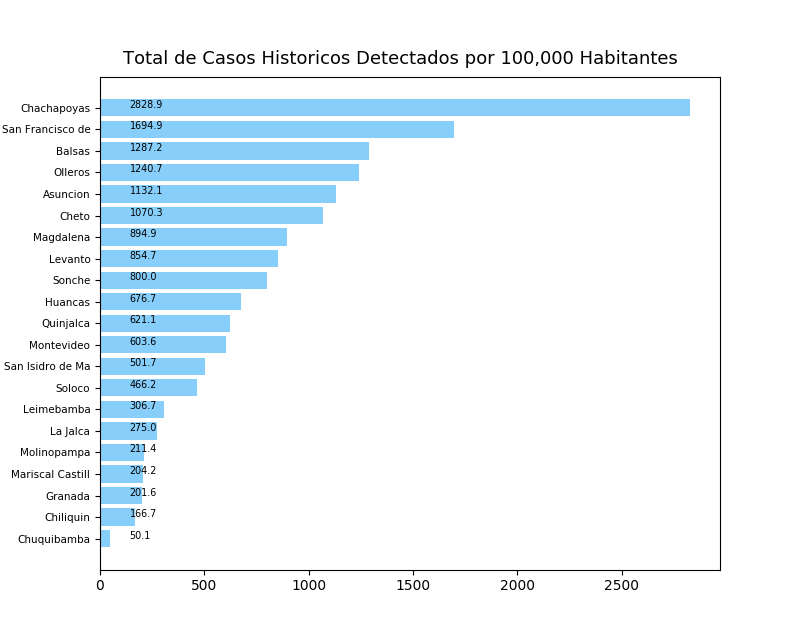 Total de Casos Historicos Detectados por 100,000 Habitantes
Chachapoyas 2828.9
San Francisco de 1694.9
Balsas 1287.2
Olleros 1240.7
Asuncion 1132.1
Cheto 1070.3
Magdalena 894.9
Levanto 854.7
Sonche 800.0
Huancas 676.7
Quinjalca 621.1
Montevideo 603.6
San Isidro de Ma 501.7
Soloco 466.2
Leimebamba 306.7
La Jalca 275.0
Molinopampa 211.4
Mariscal Castill 204.2
Granada 201.6
Chiliquin 166.7
Chuquibamba 50.1
0 500 1000 1500 2000 2500